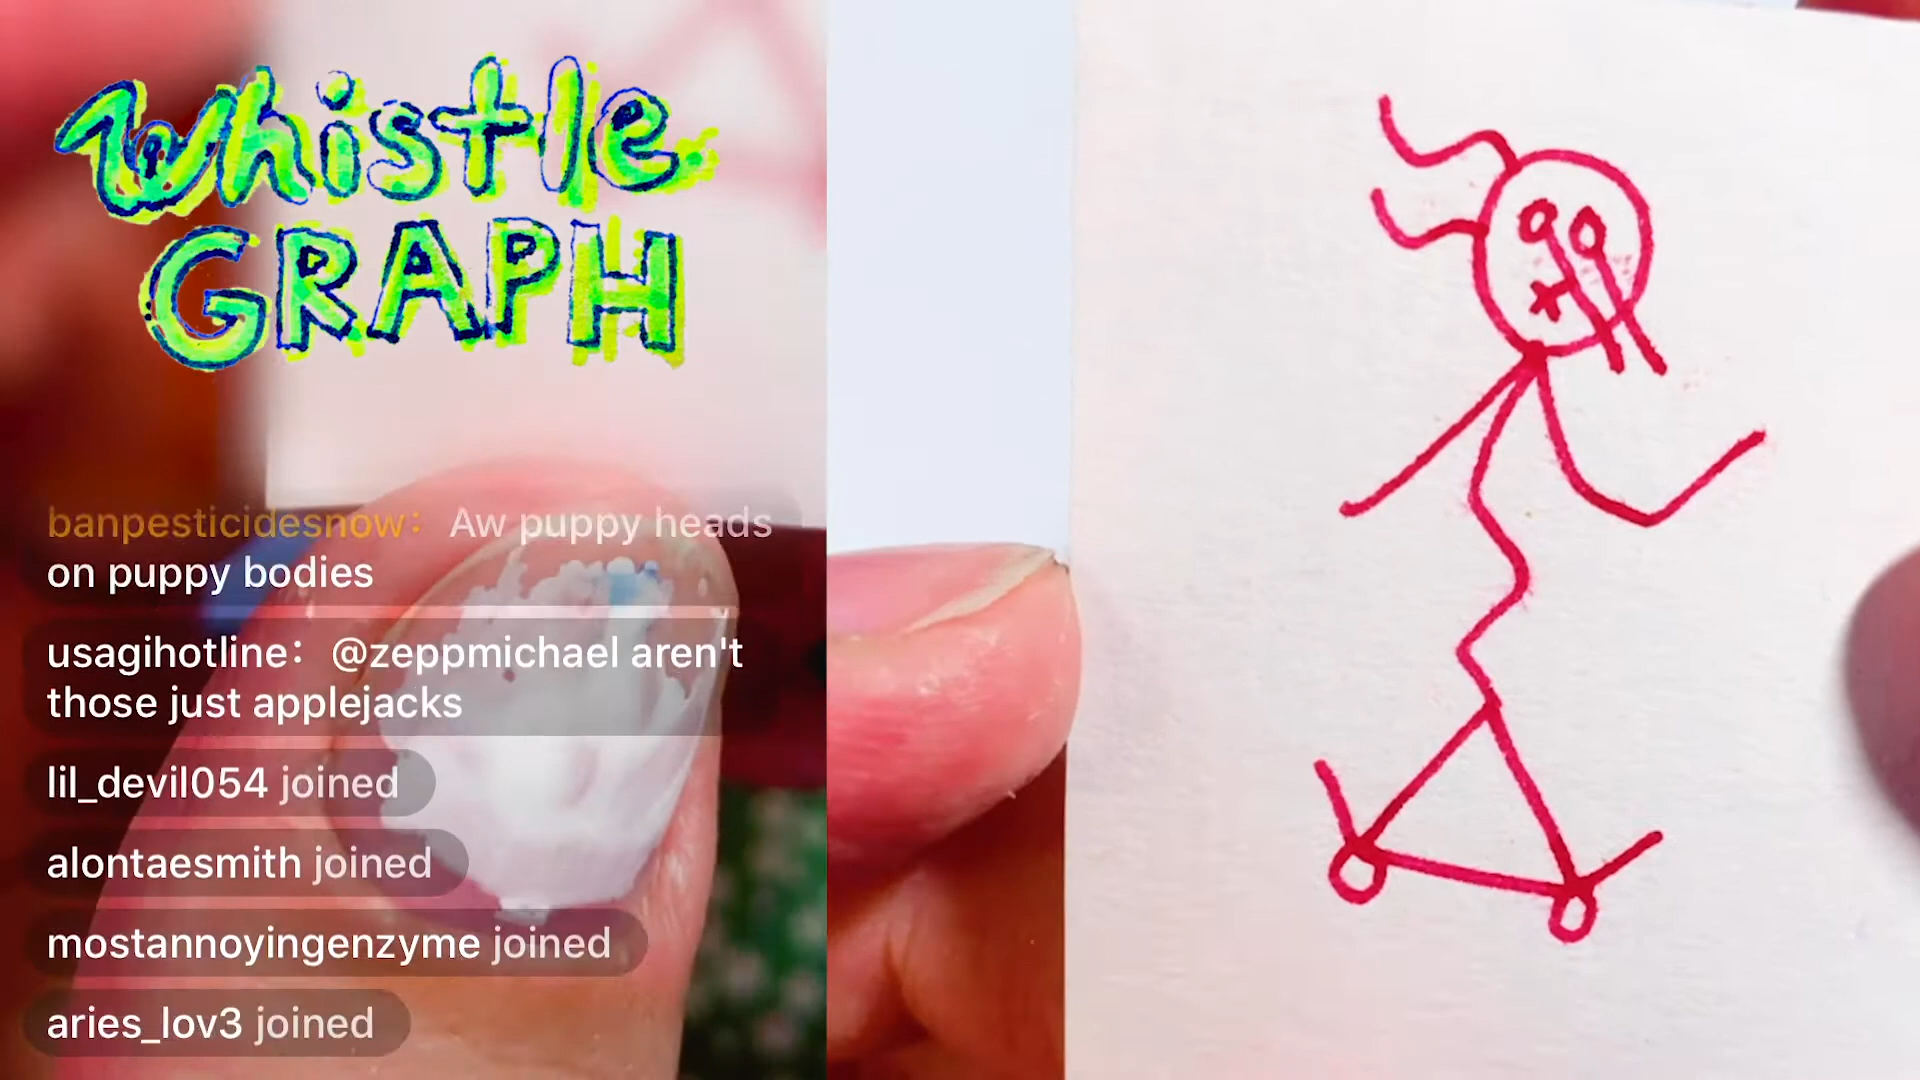 Whistle
GRAPH
banpesticidesnow: Aw puppy heads
on puppy bodies
usagihotline: @zeppmichael aren't
those just applejacks
lil_devil054 joined
alontaesmith joined
mostannoyingenzyme joined
aries_lov3 joined